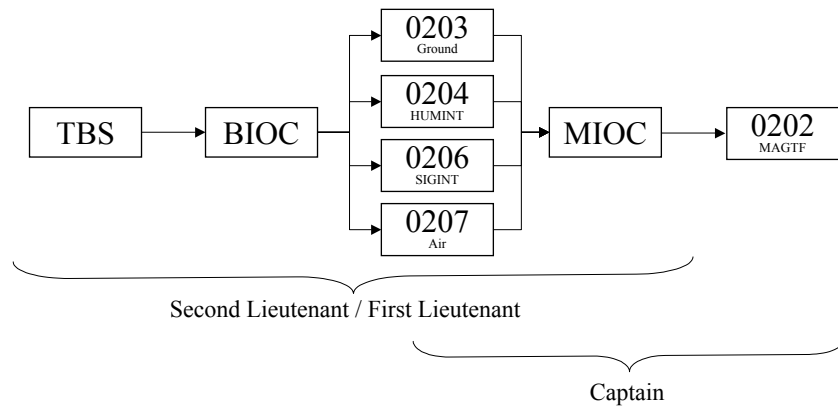 0203
Ground
0204
HUMINT
TBS
BIOC
MIOC
0202
MAGTF
0206
SIGINT
0207
Air
Second Lieutenant / First Lieutenant
Captain